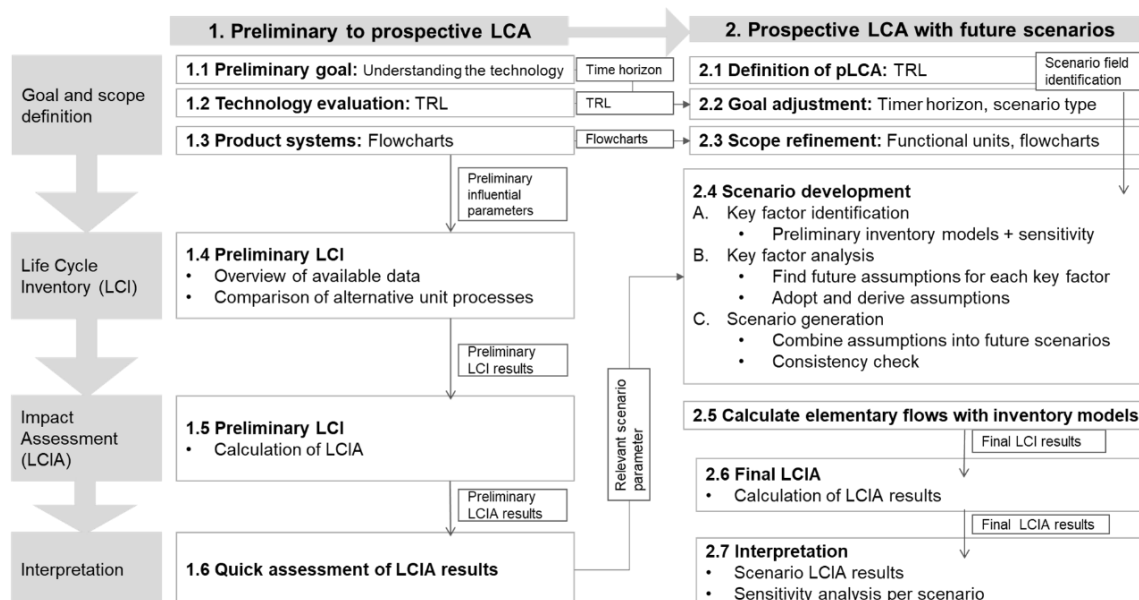 1. Preliminary to prospective LCA
2. Prospective LCA with future scenarios
Goal and scope
definition
1.1 Preliminary goal: Understanding the technology
Time horizon
2.1 Definition of pLCA: TRL
Scenario field
identification
1.2 Technology evaluation: TRL
TRL
2.2 Goal adjustment: Timer horizon, scenario type
1.3 Product systems: Flowcharts
Flowcharts
2.3 Scope refinement: Functional units, flowcharts
Preliminary
influential
parameters
Life Cycle
Inventory (LCI)
1.4 Preliminary LCI
• Overview of available data
• Comparison of alternative unit processes
2.4 Scenario development
A. Key factor identification
• Preliminary inventory models + sensitivity
B. Key factor analysis
• Find future assumptions for each key factor
• Adopt and derive assumptions
C. Scenario generation
• Combine assumptions into future scenarios
• Consistency check
Preliminary
LCI results
Relevant scenario
parameter
Impact
Assessment
(LCIA)
1.5 Preliminary LCI
• Calculation of LCIA
2.5 Calculate elementary flows with inventory models
Final LCI results
2.6 Final LCIA
• Calculation of LCIA results
Preliminary
LCIA results
Final LCIA results
Interpretation
1.6 Quick assessment of LCIA results
2.7 Interpretation
• Scenario LCIA results
• Sensitivity analysis per scenario